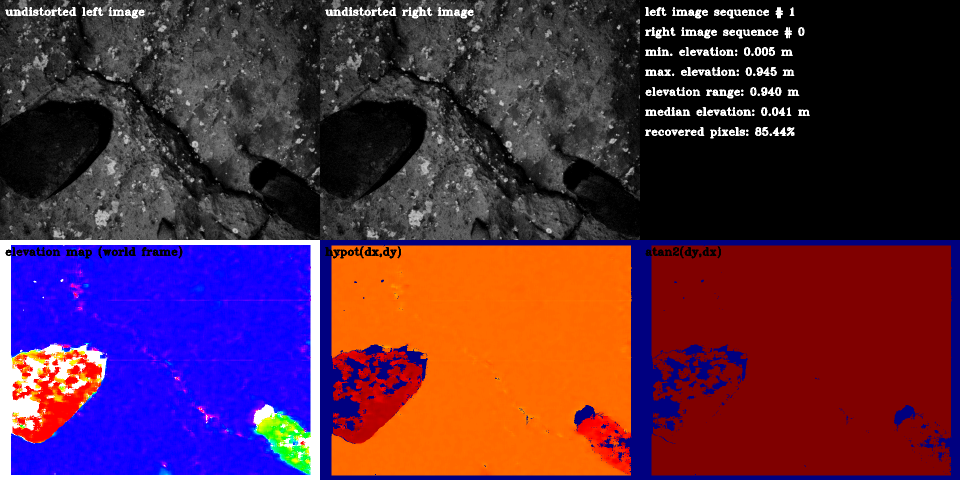 undistorted left image
undistorted right image
left image sequence # 1
right image sequence # 0
min. elevation: 0.005 m
max. elevation: 0.945 m
elevation range: 0.940 m
median elevation: 0.041 m
recovered pixels: 85.44%
elevation map (world frame)
hypot(dx,dy)
atan2(dy,dx)